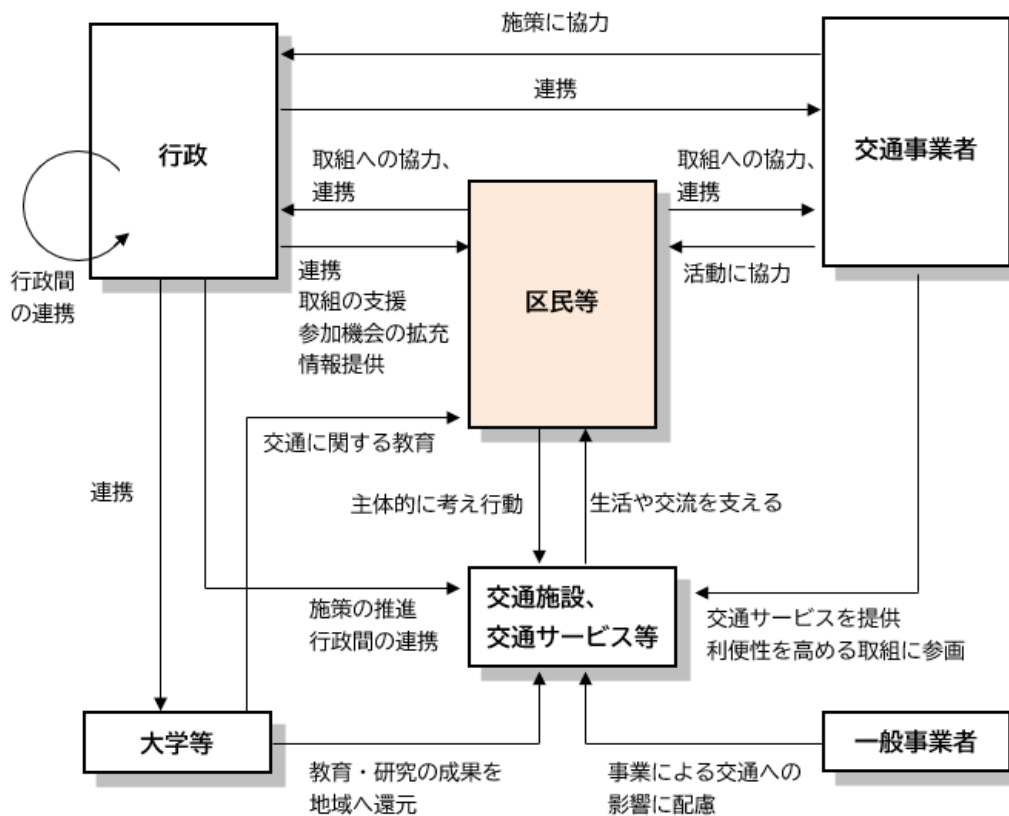 施策に協力
連携
行政
交通事業者
取組への協力、
連携
取組への協力、
連携
行政間
の連携
連携
取組の支援
参加機会の拡充
情報提供
区民等
活動に協力
交通に関する教育
連携
主体的に考え行動
生活や交流を支える
施策の推進
行政間の連携
交通施設、
交通サービス等
交通サービスを提供
利便性を高める取組に参画
大学等
一般事業者
教育・研究の成果を
地域へ還元
事業による交通への
影響に配慮